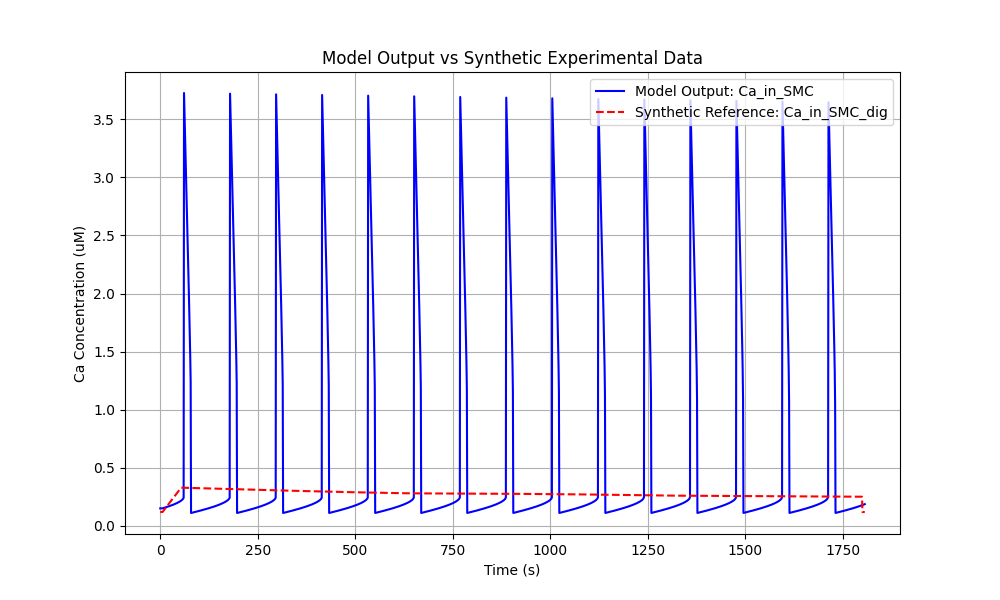 Model Output vs Synthetic Experimental Data
Model Output: Ca_in_SMC
Synthetic Reference: Ca_in_SMC_dig
Ca Concentration (uM)
3.5
3.0
2.5
2.0
1.5
1.0
0.5
0.0
0 250 500 750 1000 1250 1500 1750
Time (s)